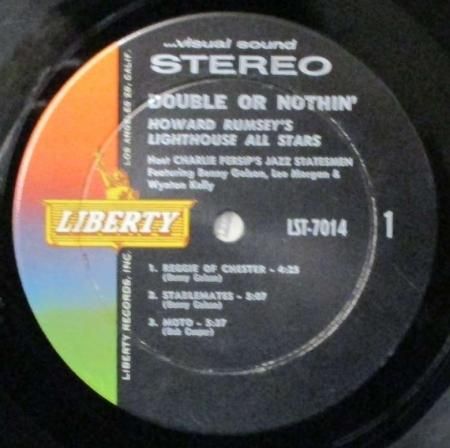 ...visual sound
STEREO
DOUBLE OR NOTHIN'
HOWARD RUMSEY'S
LIGHTHOUSE ALL STARS
Meet CHARLIE PERSIP'S JAZZ STATESMEN
Featuring Benny Golson, Lee Morgan &
Wynton Kelly
LIBERTY
LST-7014
1
1. REGGIE OF CHESTER - 4:25
(Benny Golson)
2. STABLEMATES - 5:07
(Benny Golson)
3. MOTO - 5:37
(Bob Cooper)
LIBERTY RECORDS, INC.
LOS ANGELES 28, CALIF.